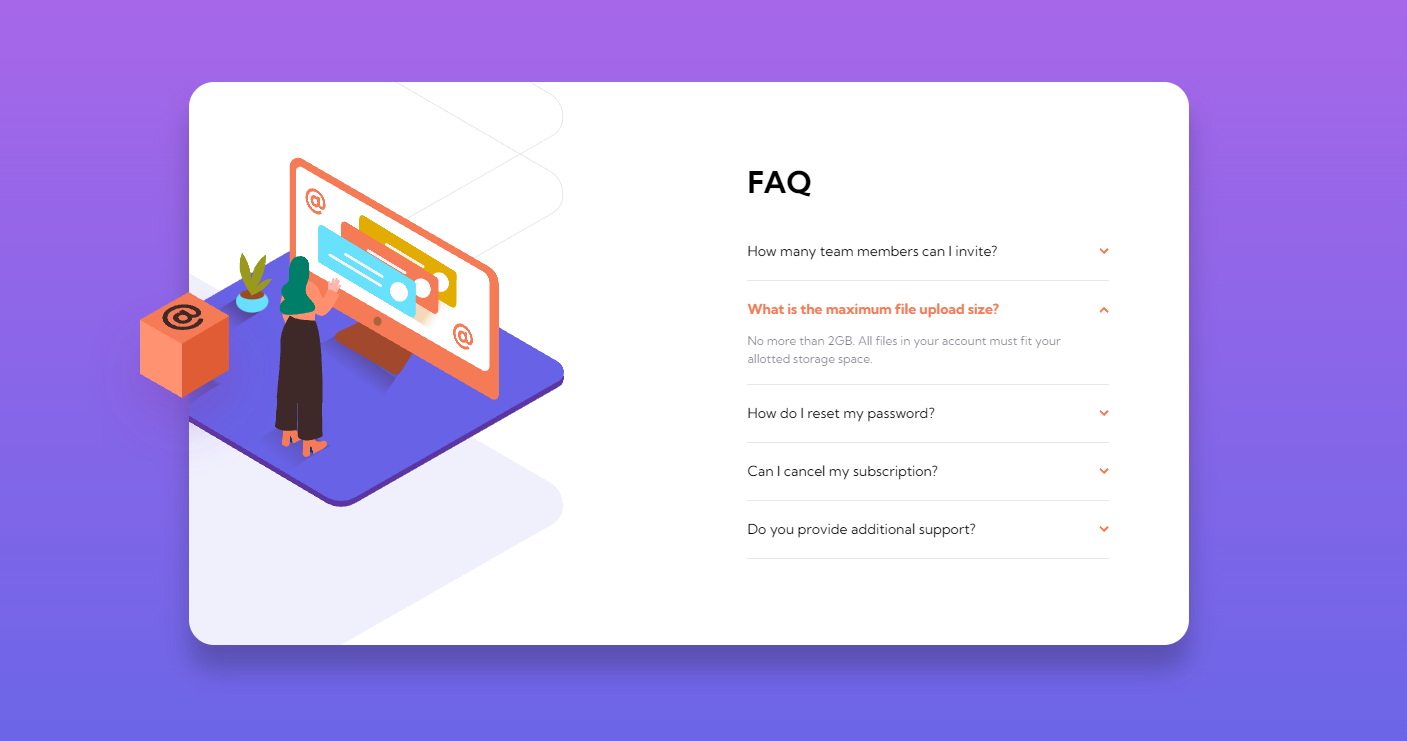 @
@
@
FAQ
How many team members can I invite?
What is the maximum file upload size?
No more than 2GB. All files in your account must fit your
allotted storage space.
How do I reset my password?
Can I cancel my subscription?
Do you provide additional support?